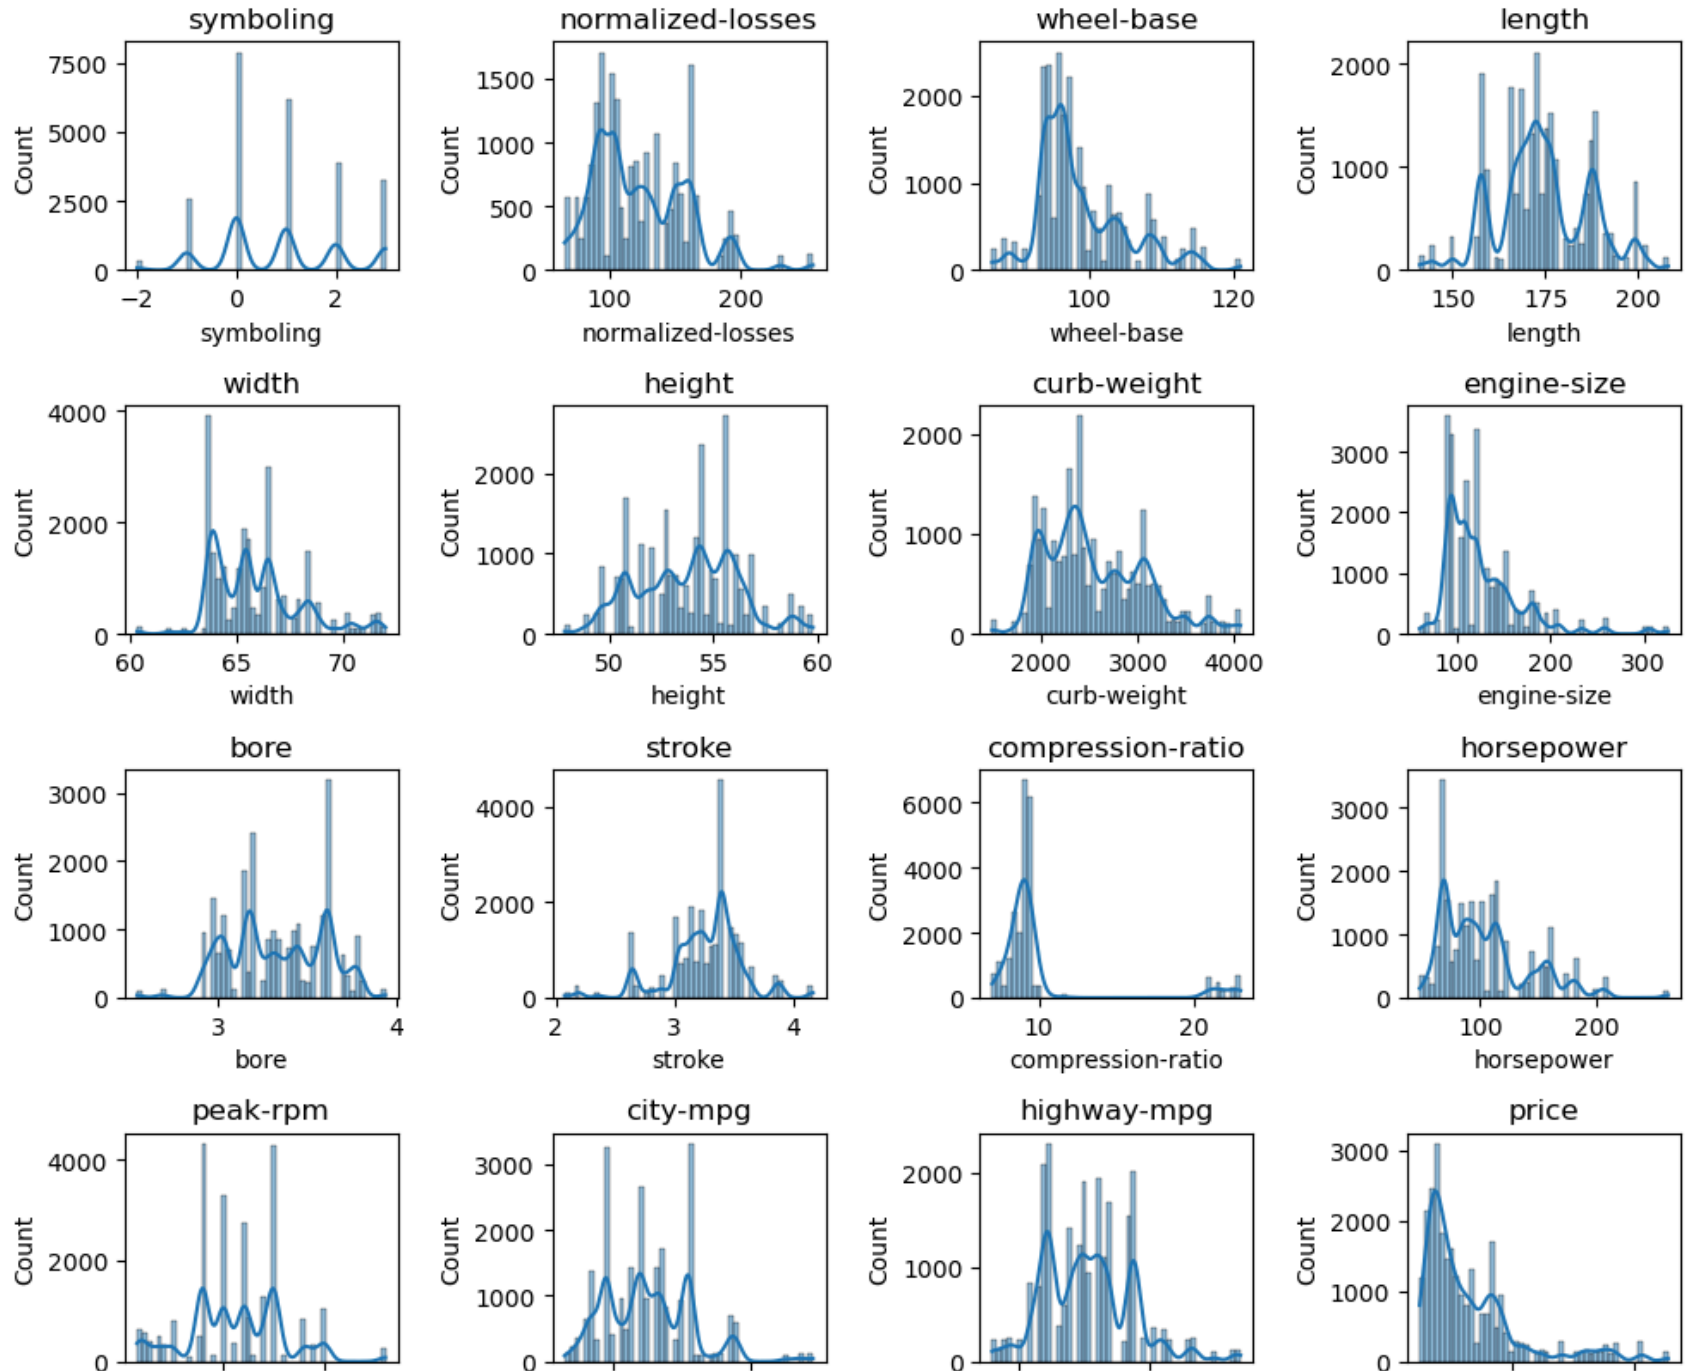 symboling normalized-losses wheel-base length
7500 1500 2000 2000
5000 1000 1000 1000
2500 500 0 0
0 0
Count Count Count Count
−2 0 2 100 200 100 120 150 175 200
symboling normalized-losses wheel-base length
width height curb-weight engine-size
4000 2000 2000 3000
2000 1000 1000 2000
0 0 0 1000
0
Count Count Count Count
60 65 70 50 55 60 2000 3000 4000 100 200 300
width height curb-weight engine-size
bore stroke compression-ratio horsepower
3000 4000 6000 3000
2000 2000 4000 2000
1000 0 2000 1000
0 0 0
Count Count Count Count
3 4 2 3 4 10 20 100 200
bore stroke compression-ratio horsepower
peak-rpm city-mpg highway-mpg price
4000 3000 2000 3000
2000 2000 1000 2000
0 1000 0 1000
0 0
Count Count Count Count